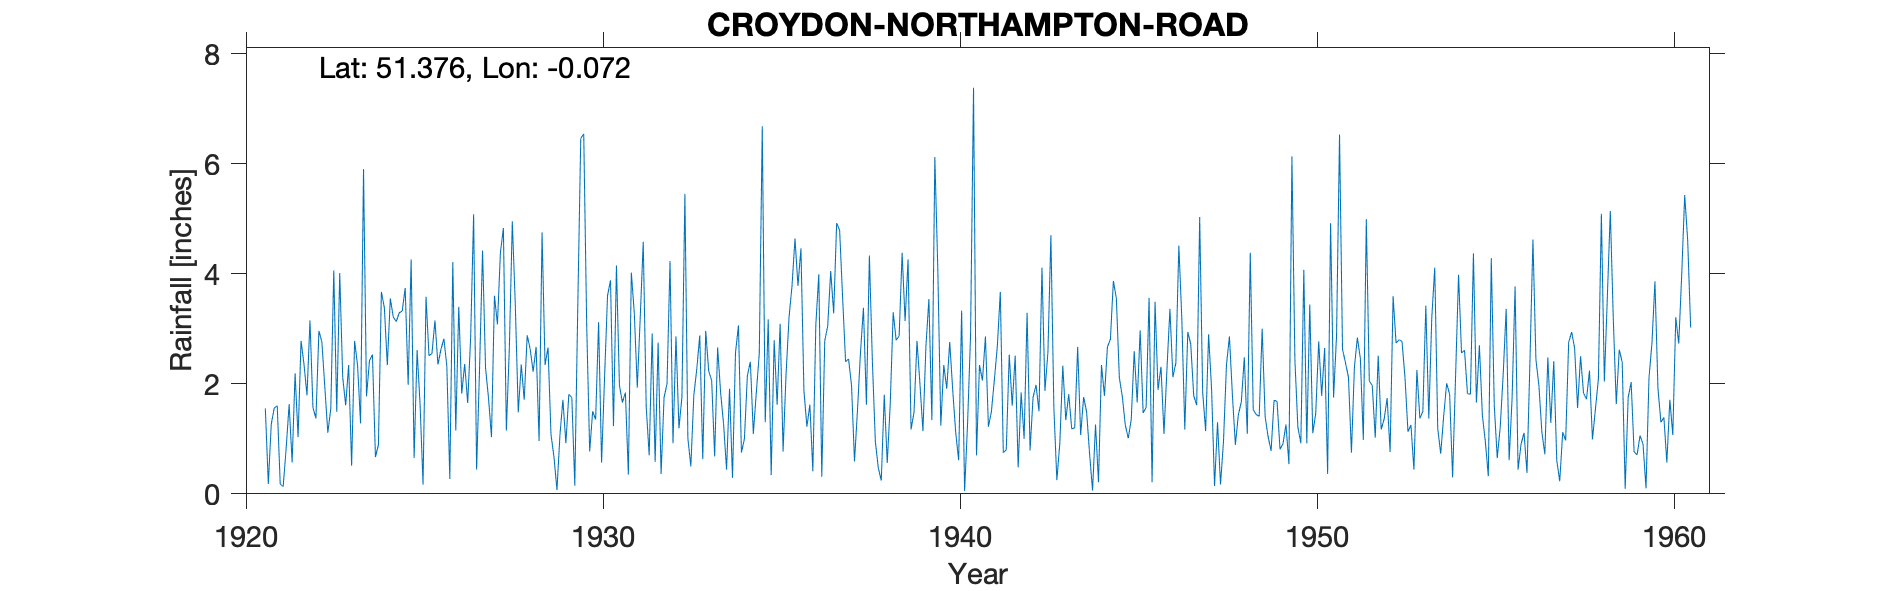 CROYDON-NORTHAMPTON-ROAD
Lat: 51.376, Lon: -0.072
8
6
4
2
0
Rainfall [inches]
1920 1930 1940 1950 1960
Year